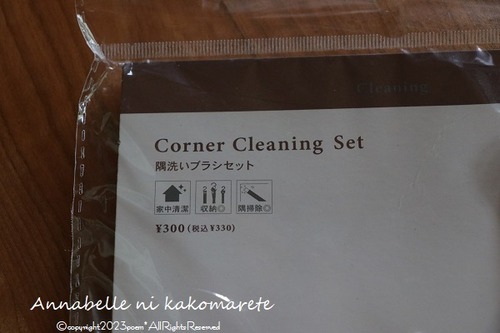 Cleaning
Corner Cleaning Set
隅洗いブラシセット
家中清潔 収納◎ 隅掃除◎
¥300(税込¥330)
Annabelle ni kakomarete
©copyright2023poem* All Rights Reserved